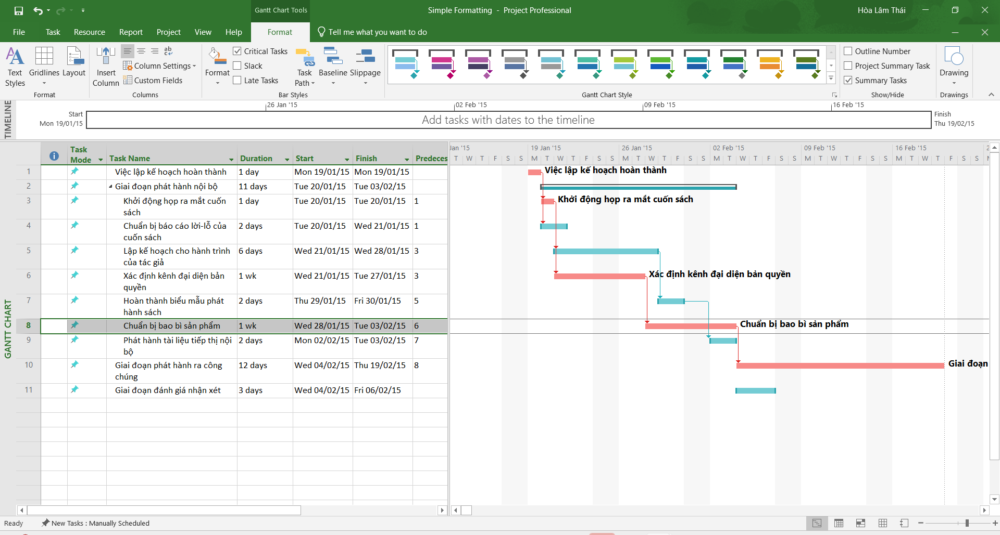 Gantt Chart Tools
Simple Formatting - Project Professional
Hòa Lâm Thái
File Task Resource Report Project View Help Format Tell me what you want to do
Text Styles
Gridlines
Layout
Format
Insert Column
Column Settings
Custom Fields
Columns
Format
Critical Tasks
Slack
Late Tasks
Task Path
Baseline
Slippage
Bar Styles
Gantt Chart Style
Outline Number
Project Summary Task
Summary Tasks
Show/Hide
Drawing
Drawings
TIMELINE
26 Jan '15 02 Feb '15 09 Feb '15 16 Feb '15
Start
Mon 19/01/15
Add tasks with dates to the timeline
Finish
Thu 19/02/15
GANTT CHART
Task Mode Task Name Duration Start Finish Predeces
1 Việc lập kế hoạch hoàn thành 1 day Mon 19/01/15 Mon 19/01/15
2 Giai đoạn phát hành nội bộ 11 days Tue 20/01/15 Tue 03/02/15
3 Khởi động họp ra mắt cuốn sách 1 day Tue 20/01/15 Tue 20/01/15 1
4 Chuẩn bị báo cáo lời-lỗ của cuốn sách 2 days Tue 20/01/15 Wed 21/01/15 1
5 Lập kế hoạch cho hành trình của tác giả 6 days Wed 21/01/15 Wed 28/01/15 3
6 Xác định kênh đại diện bản quyền 1 wk Wed 21/01/15 Tue 27/01/15 3
7 Hoàn thành biểu mẫu phát hành sách 2 days Thu 29/01/15 Fri 30/01/15 5
8 Chuẩn bị bao bì sản phẩm 1 wk Wed 28/01/15 Tue 03/02/15 6
9 Phát hành tài liệu tiếp thị nội bộ 2 days Mon 02/02/15 Tue 03/02/15 7
10 Giai đoạn phát hành ra công chúng 12 days Wed 04/02/15 Thu 19/02/15 8
11 Giai đoạn đánh giá nhận xét 3 days Wed 04/02/15 Fri 06/02/15
Jan '15 19 Jan '15 26 Jan '15 02 Feb '15 09 Feb '15 16 Feb '15
T W T F S S M T W T F S S M T W T F S S M T W T F S S M T W T F S S M T W T F S S
Việc lập kế hoạch hoàn thành
Khởi động họp ra mắt cuốn sách
Xác định kênh đại diện bản quyền
Chuẩn bị bao bì sản phẩm
Giai đoạn
Ready New Tasks : Manually Scheduled